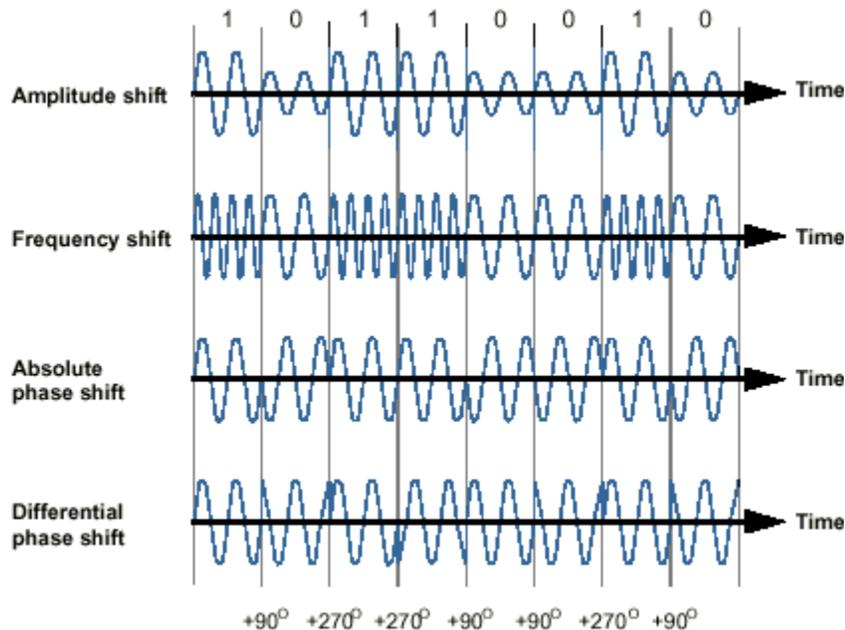 1 0 1 1 0 0 1 0
Amplitude shift
Time
Frequency shift
Time
Absolute
phase shift
Time
Differential
phase shift
Time
+90° +270° +270° +90° +90° +270° +90°